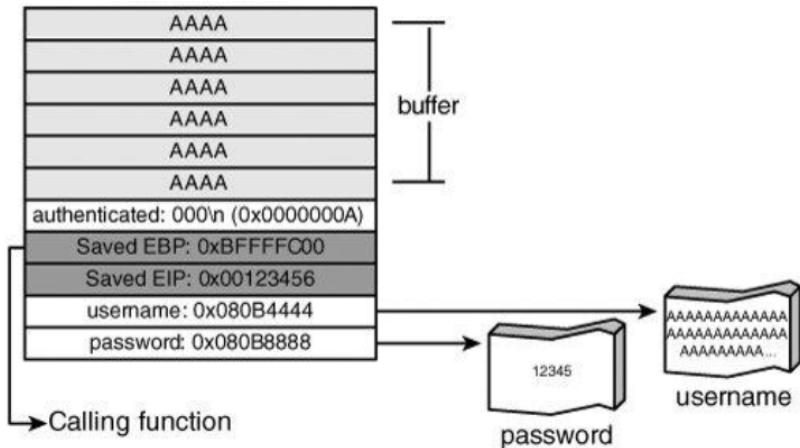 AAAA
AAAA
AAAA
AAAA
AAAA
AAAA
buffer
authenticated: 000\n (0x0000000A)
Saved EBP: 0xBFFFFC00
Saved EIP: 0x00123456
username: 0x080B4444
password: 0x080B8888
AAAAAAAAAAAAA
AAAAAAAAAAAAA
AAAAAAAAA...
username
12345
password
Calling function